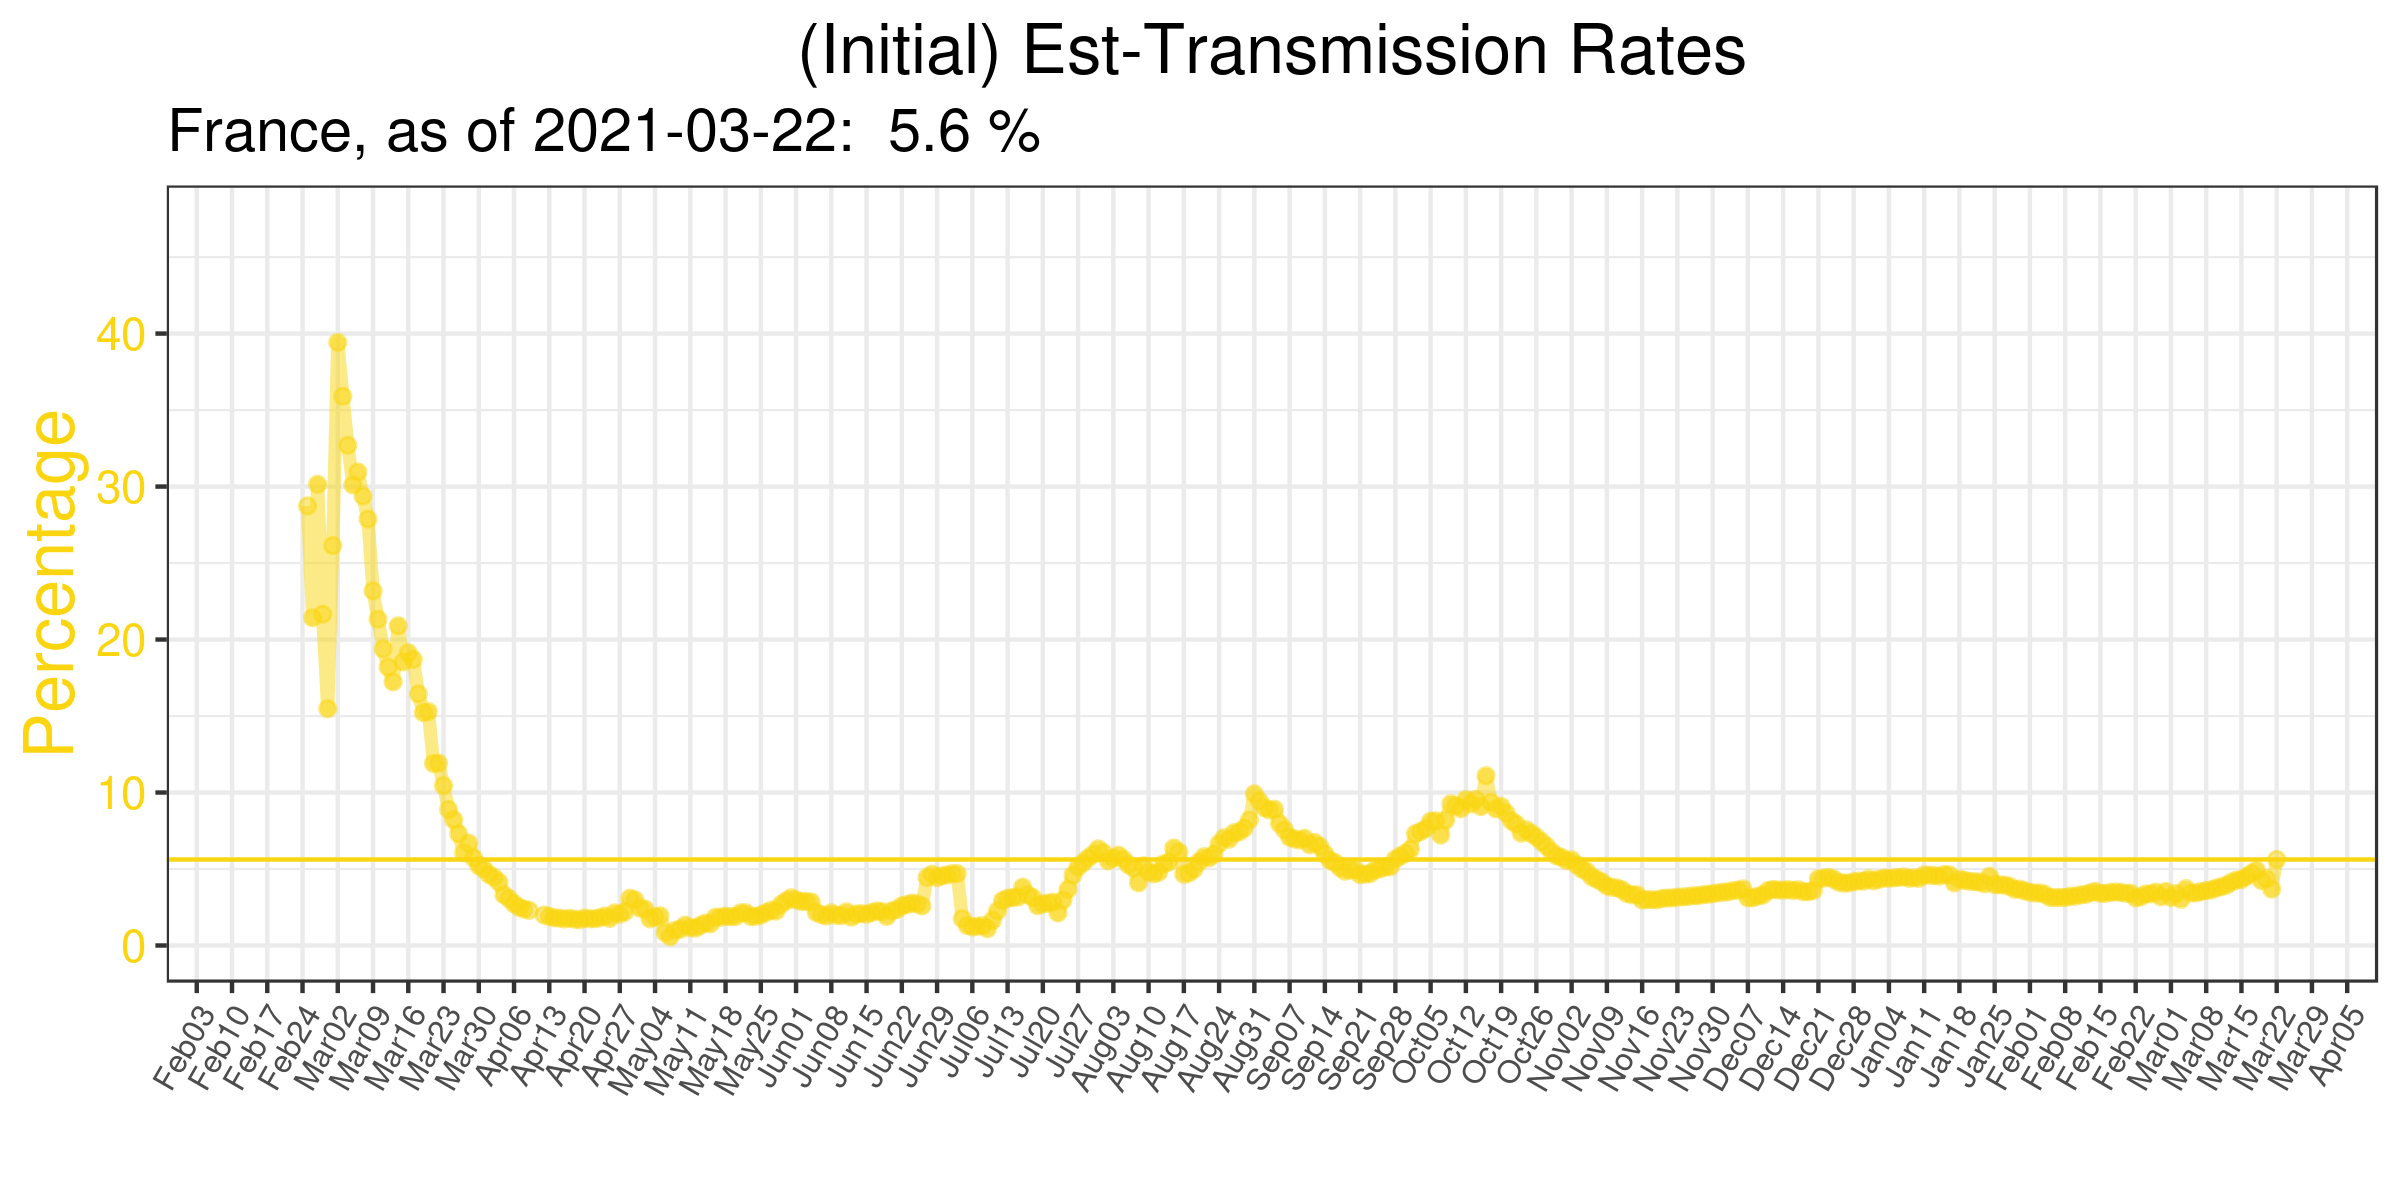 (Initial) Est-Transmission Rates
France, as of 2021-03-22:  5.6 %
Percentage
40
30
20
10
0
Feb03
Feb10
Feb17
Feb24
Mar02
Mar09
Mar16
Mar23
Mar30
Apr06
Apr13
Apr20
Apr27
May04
May11
May18
May25
Jun01
Jun08
Jun15
Jun22
Jun29
Jul06
Jul13
Jul20
Jul27
Aug03
Aug10
Aug17
Aug24
Aug31
Sep07
Sep14
Sep21
Sep28
Oct05
Oct12
Oct19
Oct26
Nov02
Nov09
Nov16
Nov23
Nov30
Dec07
Dec14
Dec21
Dec28
Jan04
Jan11
Jan18
Jan25
Feb01
Feb08
Feb15
Feb22
Mar01
Mar08
Mar15
Mar22
Mar29
Apr05